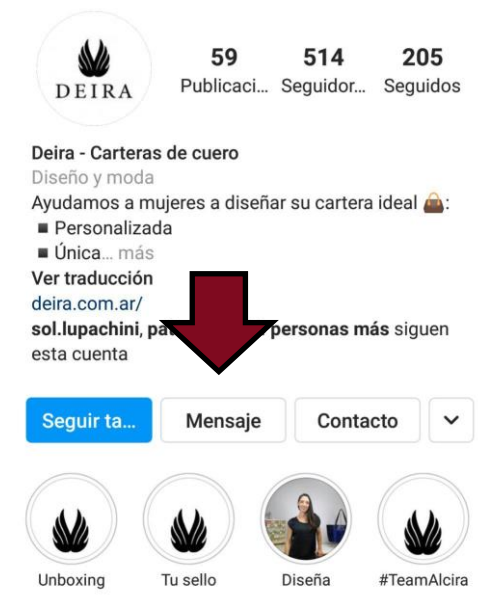 DEIRA
59 514 205
Publicaci... Seguidor... Seguidos
Deira - Carteras de cuero
Diseño y moda
Ayudamos a mujeres a diseñar su cartera ideal 👜:
▪Personalizada
▪Única... más
Ver traducción
deira.com.ar/
sol.lupachini, personas más siguen
esta cuenta
Seguir ta... Mensaje Contacto
Unboxing Tu sello Diseña #TeamAlcira